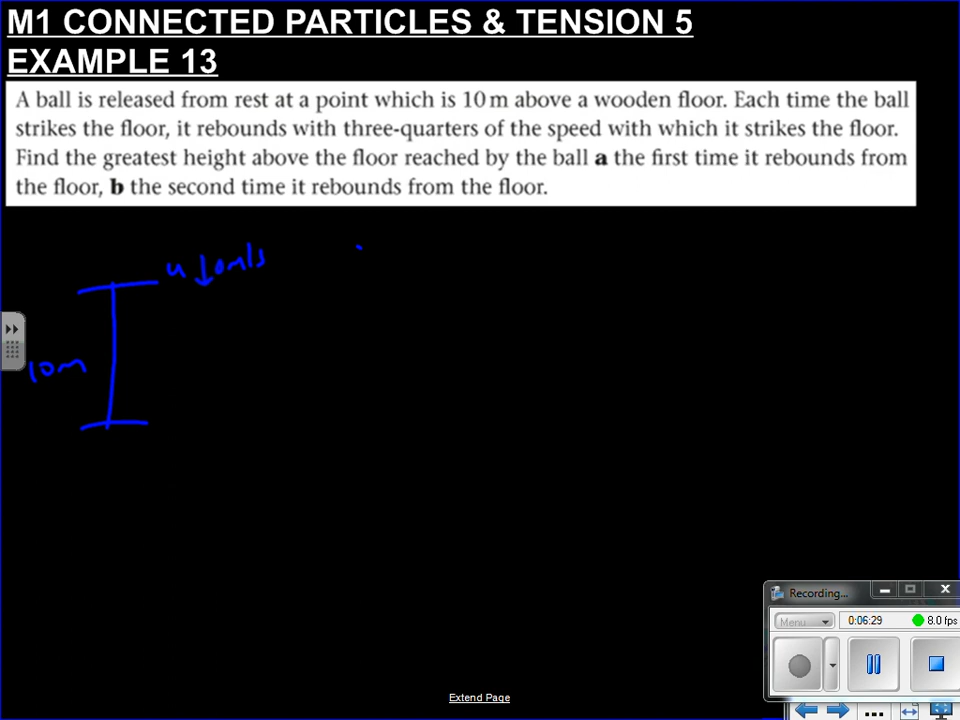 M1 CONNECTED PARTICLES & TENSION 5
EXAMPLE 13
A ball is released from rest at a point which is 10 m above a wooden floor. Each time the ball
strikes the floor, it rebounds with three-quarters of the speed with which it strikes the floor.
Find the greatest height above the floor reached by the ball a the first time it rebounds from
the floor, b the second time it rebounds from the floor.
u ↓ 0m/s
10m
Recording...
Menu
0:06:29
8.0 fps
Extend Page